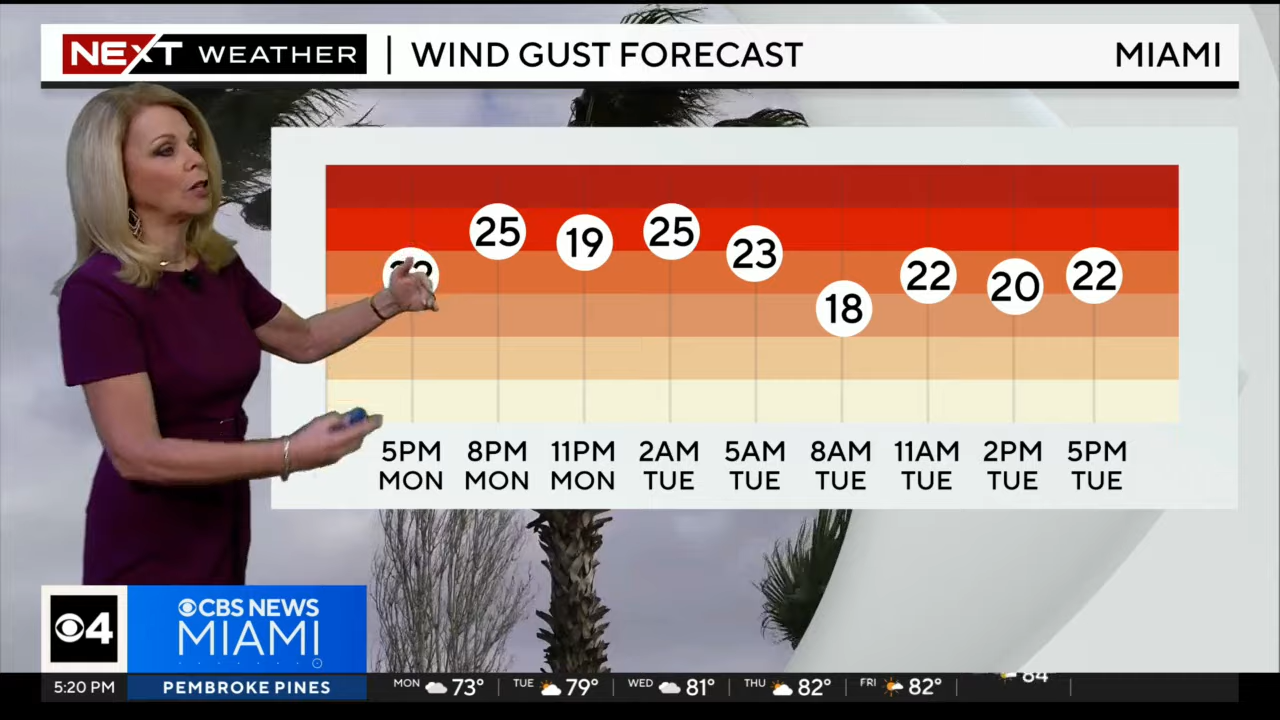 NEXT WEATHER | WIND GUST FORECAST MIAMI
25 19 25 23 18 22 20 22
5PM 8PM 11PM 2AM 5AM 8AM 11AM 2PM 5PM
MON MON MON TUE TUE TUE TUE TUE TUE
4 CBS NEWS
MIAMI
5:20 PM PEMBROKE PINES MON 73° TUE 79° WED 81° THU 82° FRI 82° 84°